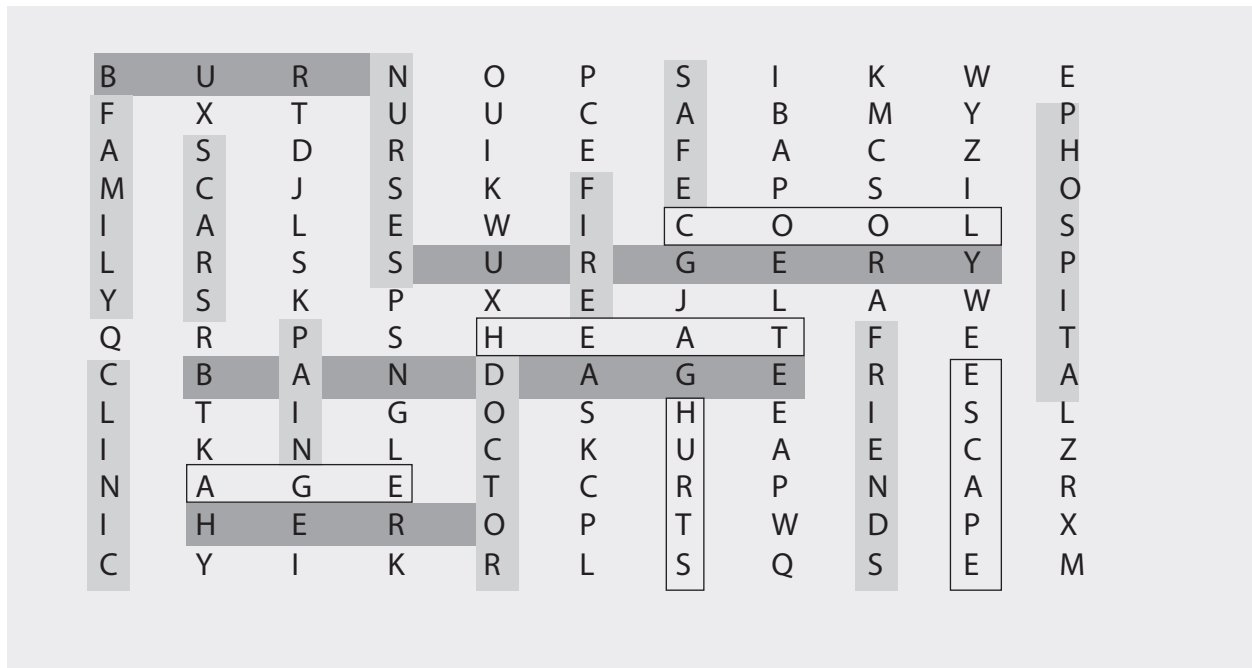 B U R N O P S I K W E
F X T U U C A B M Y P
A S D R I E F A C Z H
M C J S K F E P S I O
I A L E W I C O O L S
L R S S U R G E R Y P
Y S K P X E J L A W I
Q R P S H E A T F E T
C B A N D A G E R E A
L T I G O S H E I S L
I K N L C K U A E C Z
N A G E T C R P N A R
I H E R O P T W D P X
C Y I K R L S Q S E M